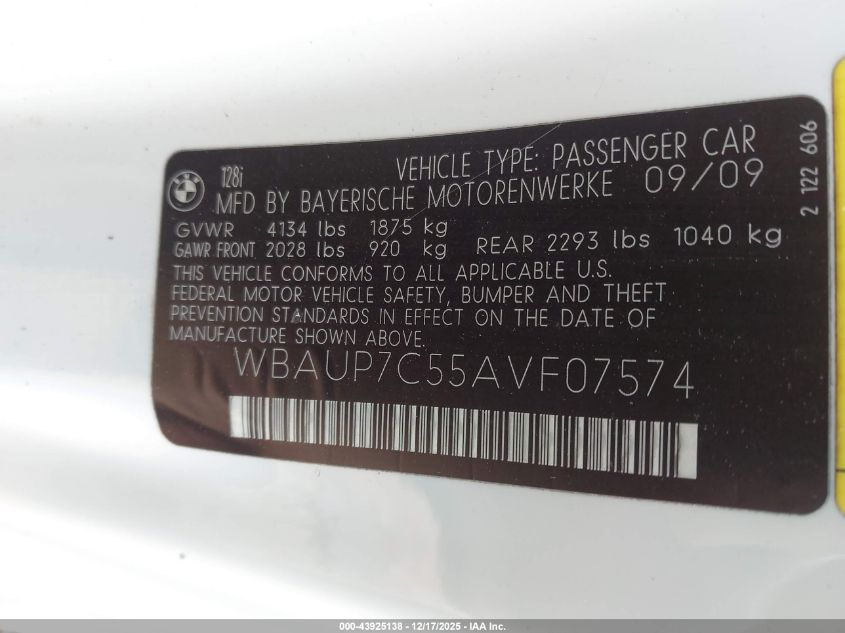 BMW
128i
VEHICLE TYPE: PASSENGER CAR
MFD BY BAYERISCHE MOTORENWERKE 09/09
GVWR 4134 lbs 1875 kg
GAWR FRONT 2028 lbs 920 kg REAR 2293 lbs 1040 kg
THIS VEHICLE CONFORMS TO ALL APPLICABLE U.S.
FEDERAL MOTOR VEHICLE SAFETY, BUMPER AND THEFT
PREVENTION STANDARDS IN EFFECT ON THE DATE OF
MANUFACTURE SHOWN ABOVE.
WBAUP7C55AVF07574
2 122 606
000-43925138 - 12/17/2025 - IAA Inc.